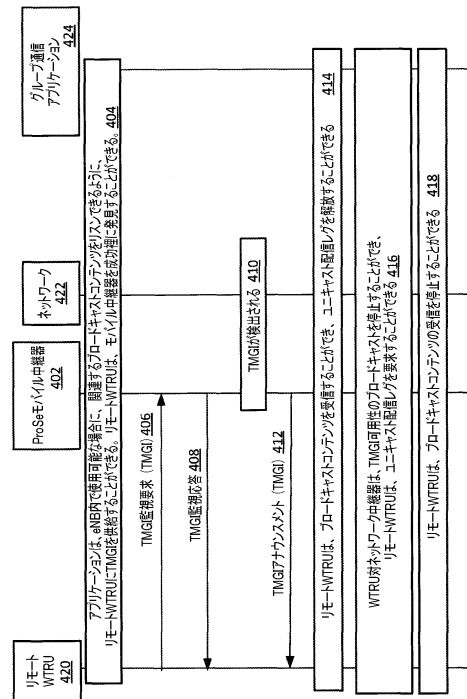 リモート
WTRU
420
ProSeモバイル中継器
402
ネットワーク
422
グループ通信
アプリケーション
424
アプリケーションは、eNB内で使用可能な場合に、関連するブロードキャストコンテンツをリスンできるように、
リモートWTRUにTMGIを供給することができる。リモートWTRUは、モバイル中継器を成功裡に発見することができる。404
TMGI監視要求（TMGI）406
TMGI監視応答 408
TMGIが検出される 410
TMGIアナウンスメント（TMGI）412
リモートWTRUは、ブロードキャストコンテンツを受信することができ、ユニキャスト配信レグを解放することができる 414
WTRU対ネットワーク中継器は、TMGI可用性のブロードキャストを停止することができ、
リモートWTRUは、ユニキャスト配信レグを要求することができる 416
リモートWTRUは、ブロードキャストコンテンツの受信を停止することができる 418